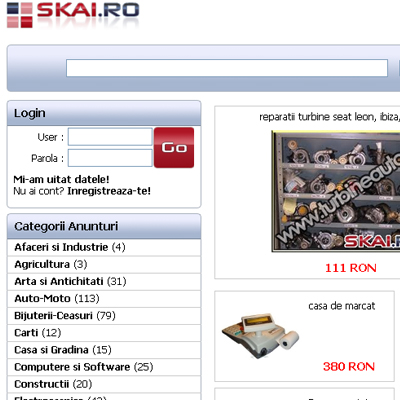 SKAI.RO
Login
User :
Parola :
Go
Mi-am uitat datele!
Nu ai cont? Inregistreaza-te!
Categorii Anunturi
Afaceri si Industrie (4)
Agricultura (3)
Arta si Antichitati (31)
Auto-Moto (113)
Bijuterii-Ceasuri (79)
Carti (12)
Casa si Gradina (15)
Computere si Software (25)
Constructii (20)
reparatii turbine seat leon, ibiza,
www.turbineauto
SKAI.RO
111 RON
casa de marcat
380 RON